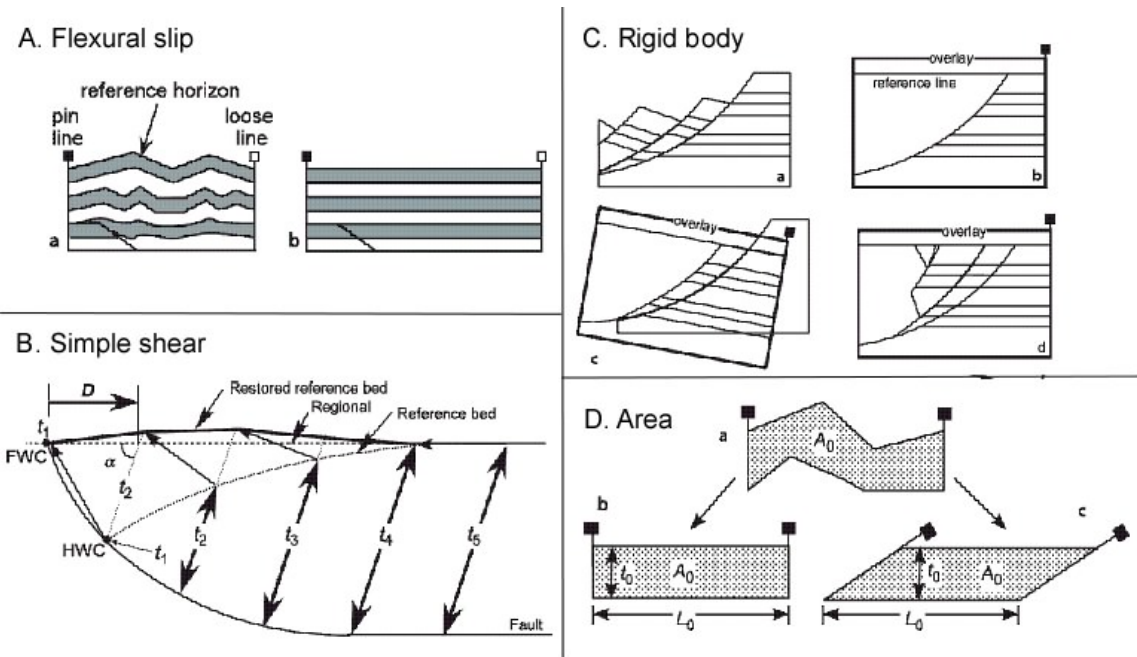 A. Flexural slip
reference horizon
pin
line
loose
line
a
b
B. Simple shear
D
Restored reference bed
Regional
Reference bed
t1
FWC
α
t2
HWC
t1
t2
t3
t4
t5
Fault
C. Rigid body
a
overlay
reference line
b
overlay
c
overlay
d
D. Area
a
A0
b
t0
A0
L0
c
t0
A0
L0